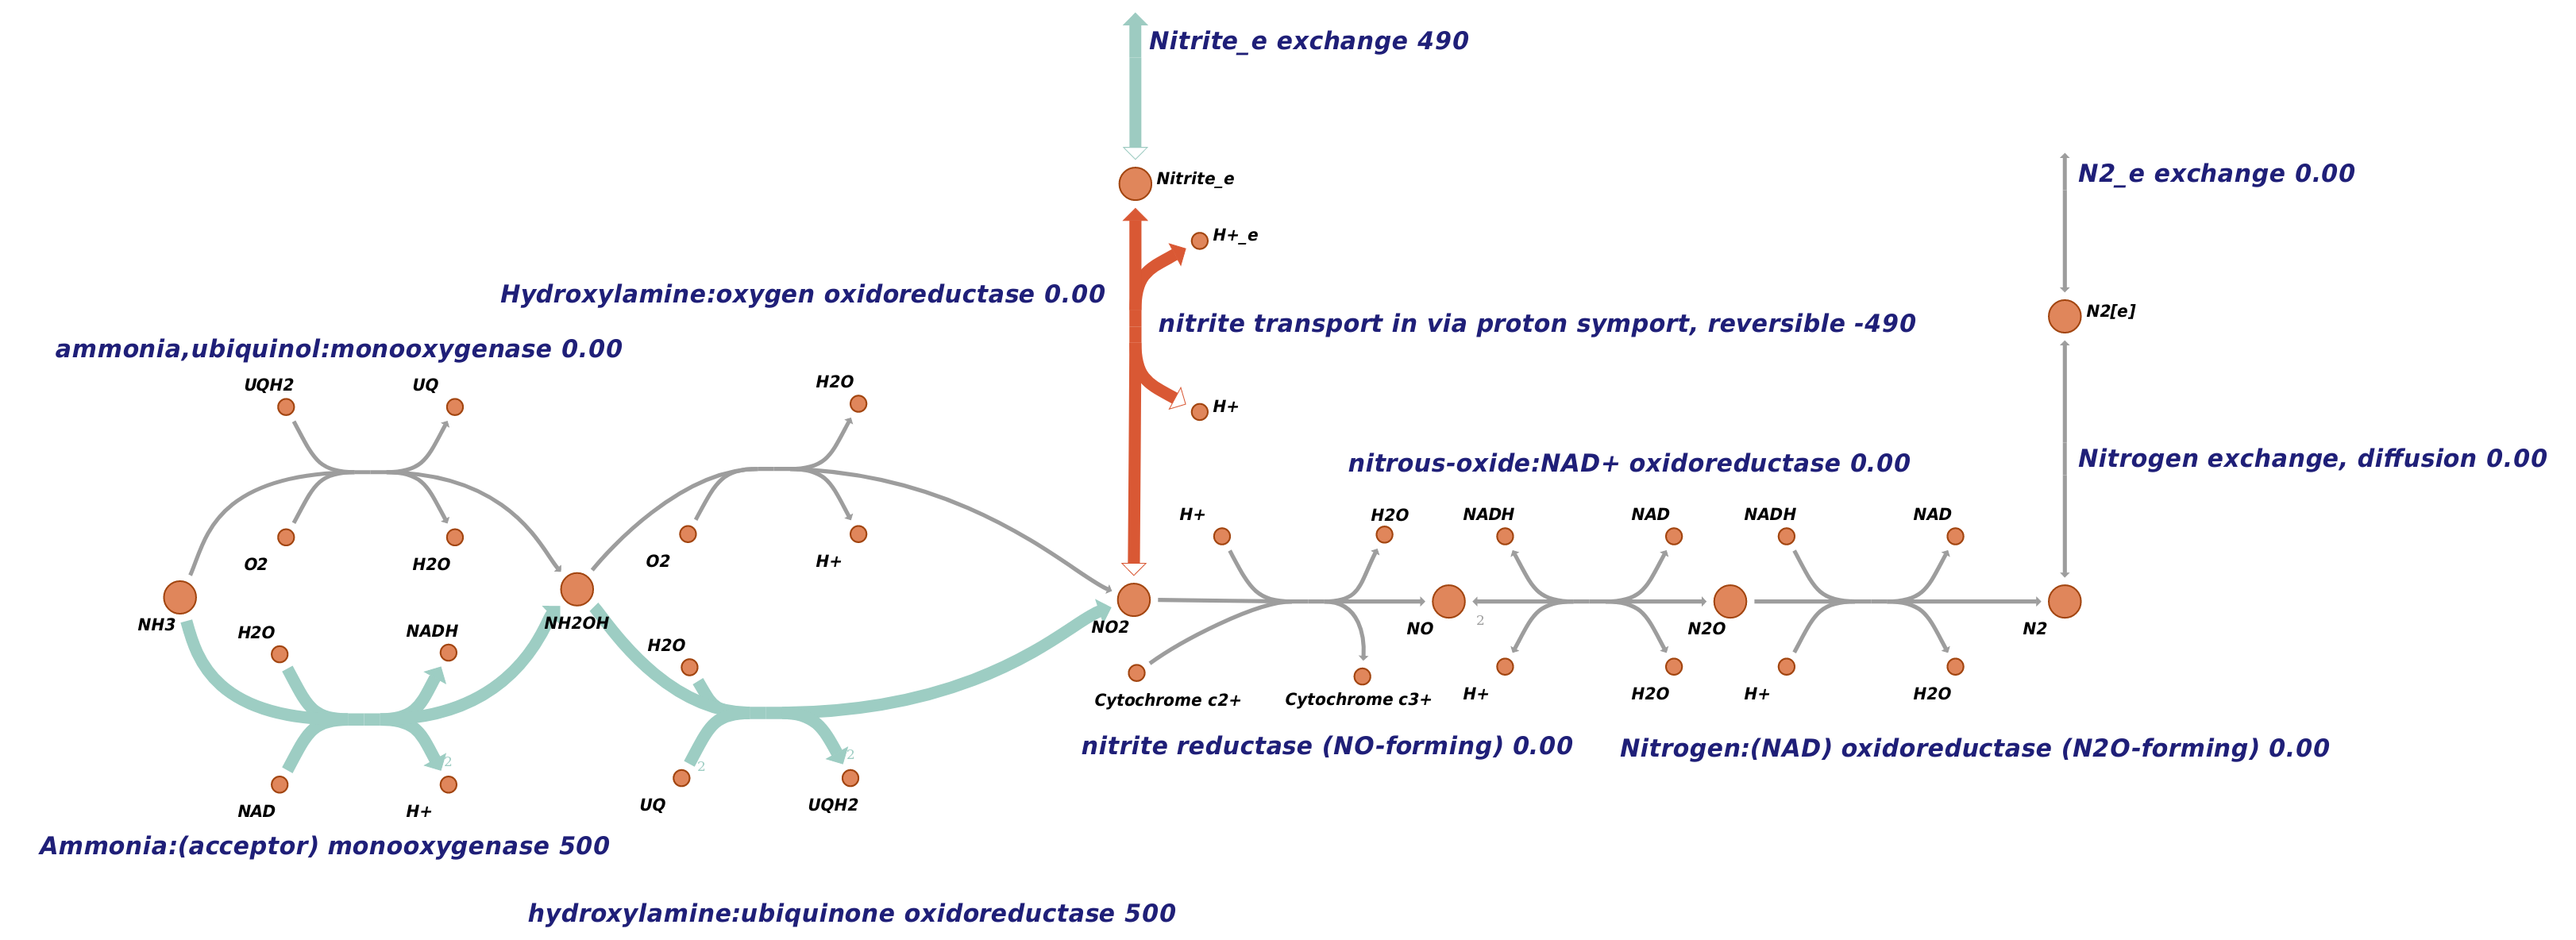 Nitrite_e exchange 490
N2_e exchange 0.00
Nitrite_e
H+_e
Hydroxylamine:oxygen oxidoreductase 0.00
N2[e]
nitrite transport in via proton symport, reversible -490
ammonia,ubiquinol:monooxygenase 0.00
UQH2
UQ
H2O
H+
nitrous-oxide:NAD+ oxidoreductase 0.00
Nitrogen exchange, diffusion 0.00
H+
H2O
NADH
NAD
NADH
NAD
O2
H2O
O2
H+
NH3
NH2OH
NO2
NO
2
N2O
N2
H2O
NADH
H2O
Cytochrome c2+
Cytochrome c3+
H+
H2O
H+
H2O
nitrite reductase (NO-forming) 0.00
Nitrogen:(NAD) oxidoreductase (N2O-forming) 0.00
2
2
2
NAD
H+
UQ
UQH2
Ammonia:(acceptor) monooxygenase 500
hydroxylamine:ubiquinone oxidoreductase 500